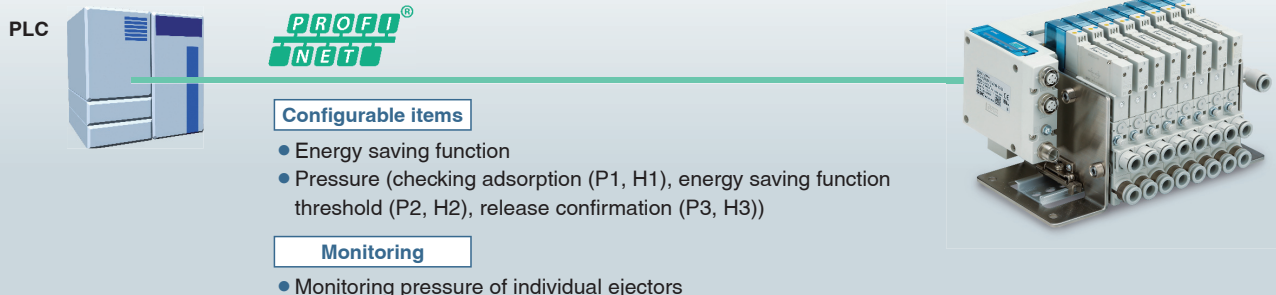 PLC
PROFI®
NET
Configurable items
• Energy saving function
• Pressure (checking adsorption (P1, H1), energy saving function
threshold (P2, H2), release confirmation (P3, H3))
Monitoring
• Monitoring pressure of individual ejectors